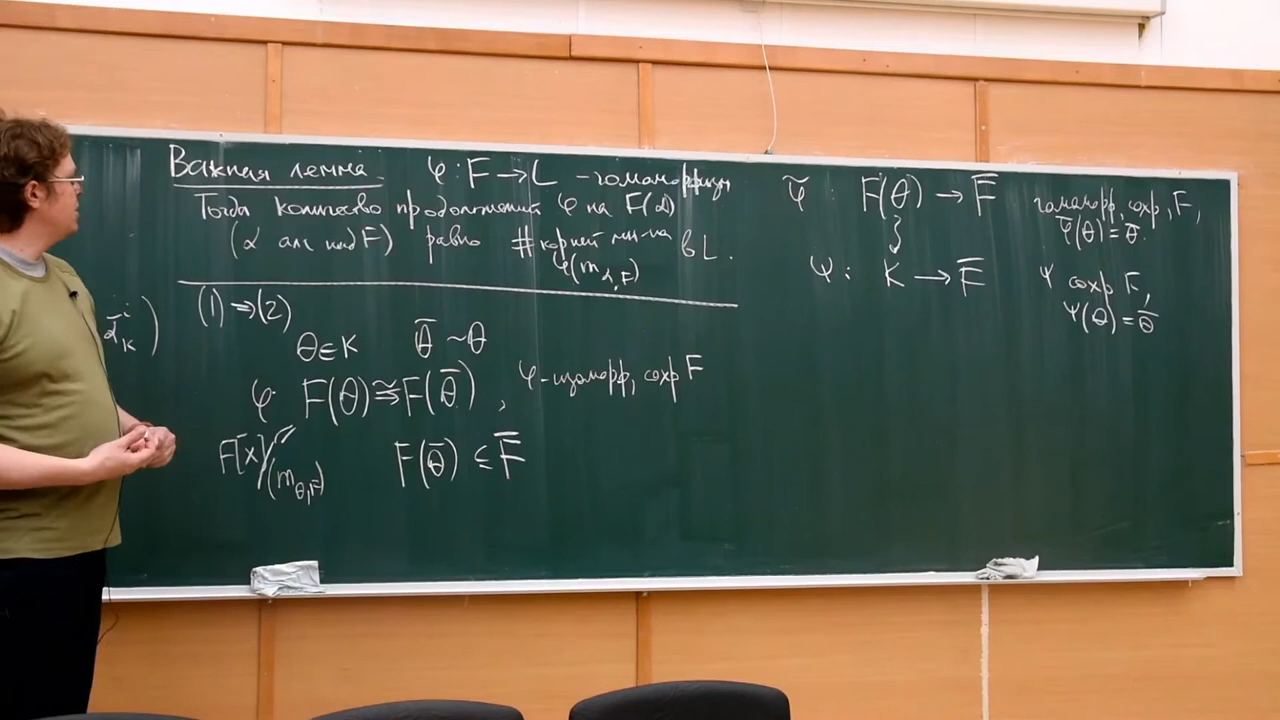 Важная лемма. φ : F → L - гомоморфизм
Тогда количество продолжений φ на F(α)
(α алг над F) равно # корней мн-на φ(m_{α,F}) в L.
(1) ⇒ (2)
θ ∈ K θ̄ ~ θ
φ: F(θ) ≅ F(θ̄), φ-изоморф, сохр F
F[x]/(m_{θ,F}) F(θ̄) ⊆ F̄
ᾱ_K^i )
φ̃ : F(θ) → F̄ гомоморф, сохр, F,
φ̄(θ) = θ̄.
Ψ : K → F̄ Ψ сохр F,
Ψ(θ) = θ̄